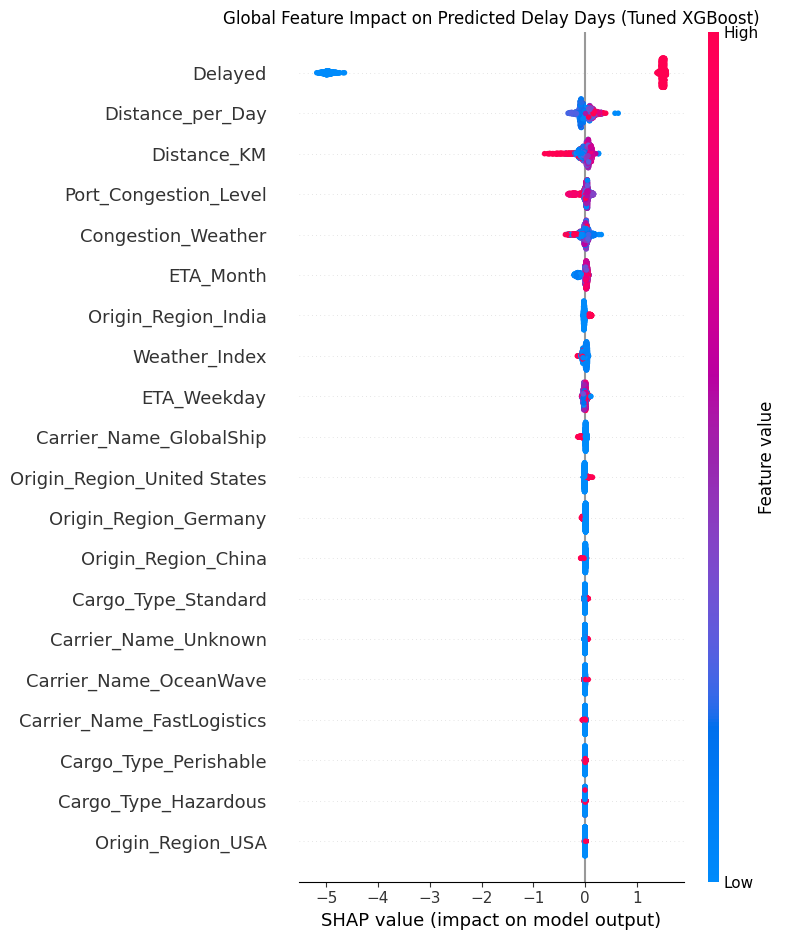 Global Feature Impact on Predicted Delay Days (Tuned XGBoost)
High
Delayed
Distance_per_Day
Distance_KM
Port_Congestion_Level
Congestion_Weather
ETA_Month
Origin_Region_India
Weather_Index
ETA_Weekday
Carrier_Name_GlobalShip
Origin_Region_United States
Origin_Region_Germany
Origin_Region_China
Cargo_Type_Standard
Carrier_Name_Unknown
Carrier_Name_OceanWave
Carrier_Name_FastLogistics
Cargo_Type_Perishable
Cargo_Type_Hazardous
Origin_Region_USA
Feature value
Low
−5 −4 −3 −2 −1 0 1
SHAP value (impact on model output)